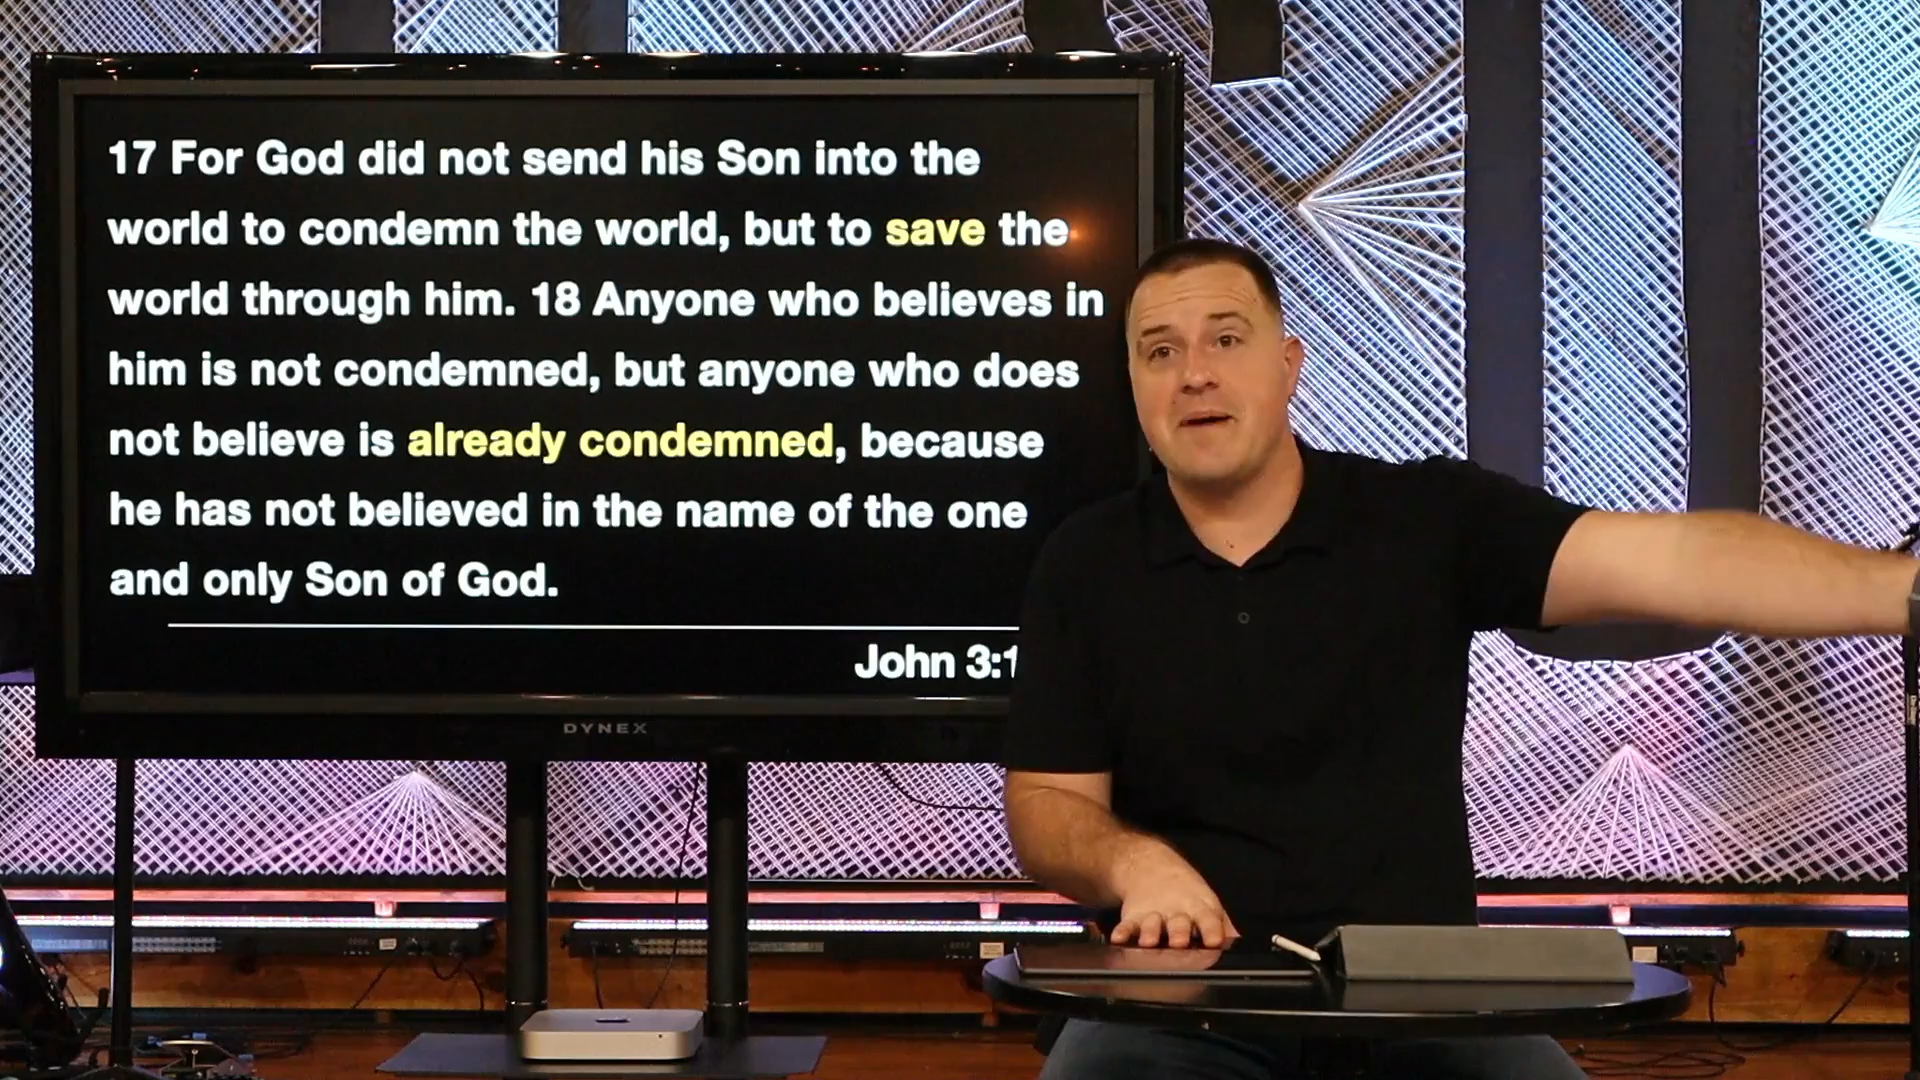 17 For God did not send his Son into the
world to condemn the world, but to save the
world through him. 18 Anyone who believes in
him is not condemned, but anyone who does
not believe is already condemned, because
he has not believed in the name of the one
and only Son of God.
John 3:1
DYNEX